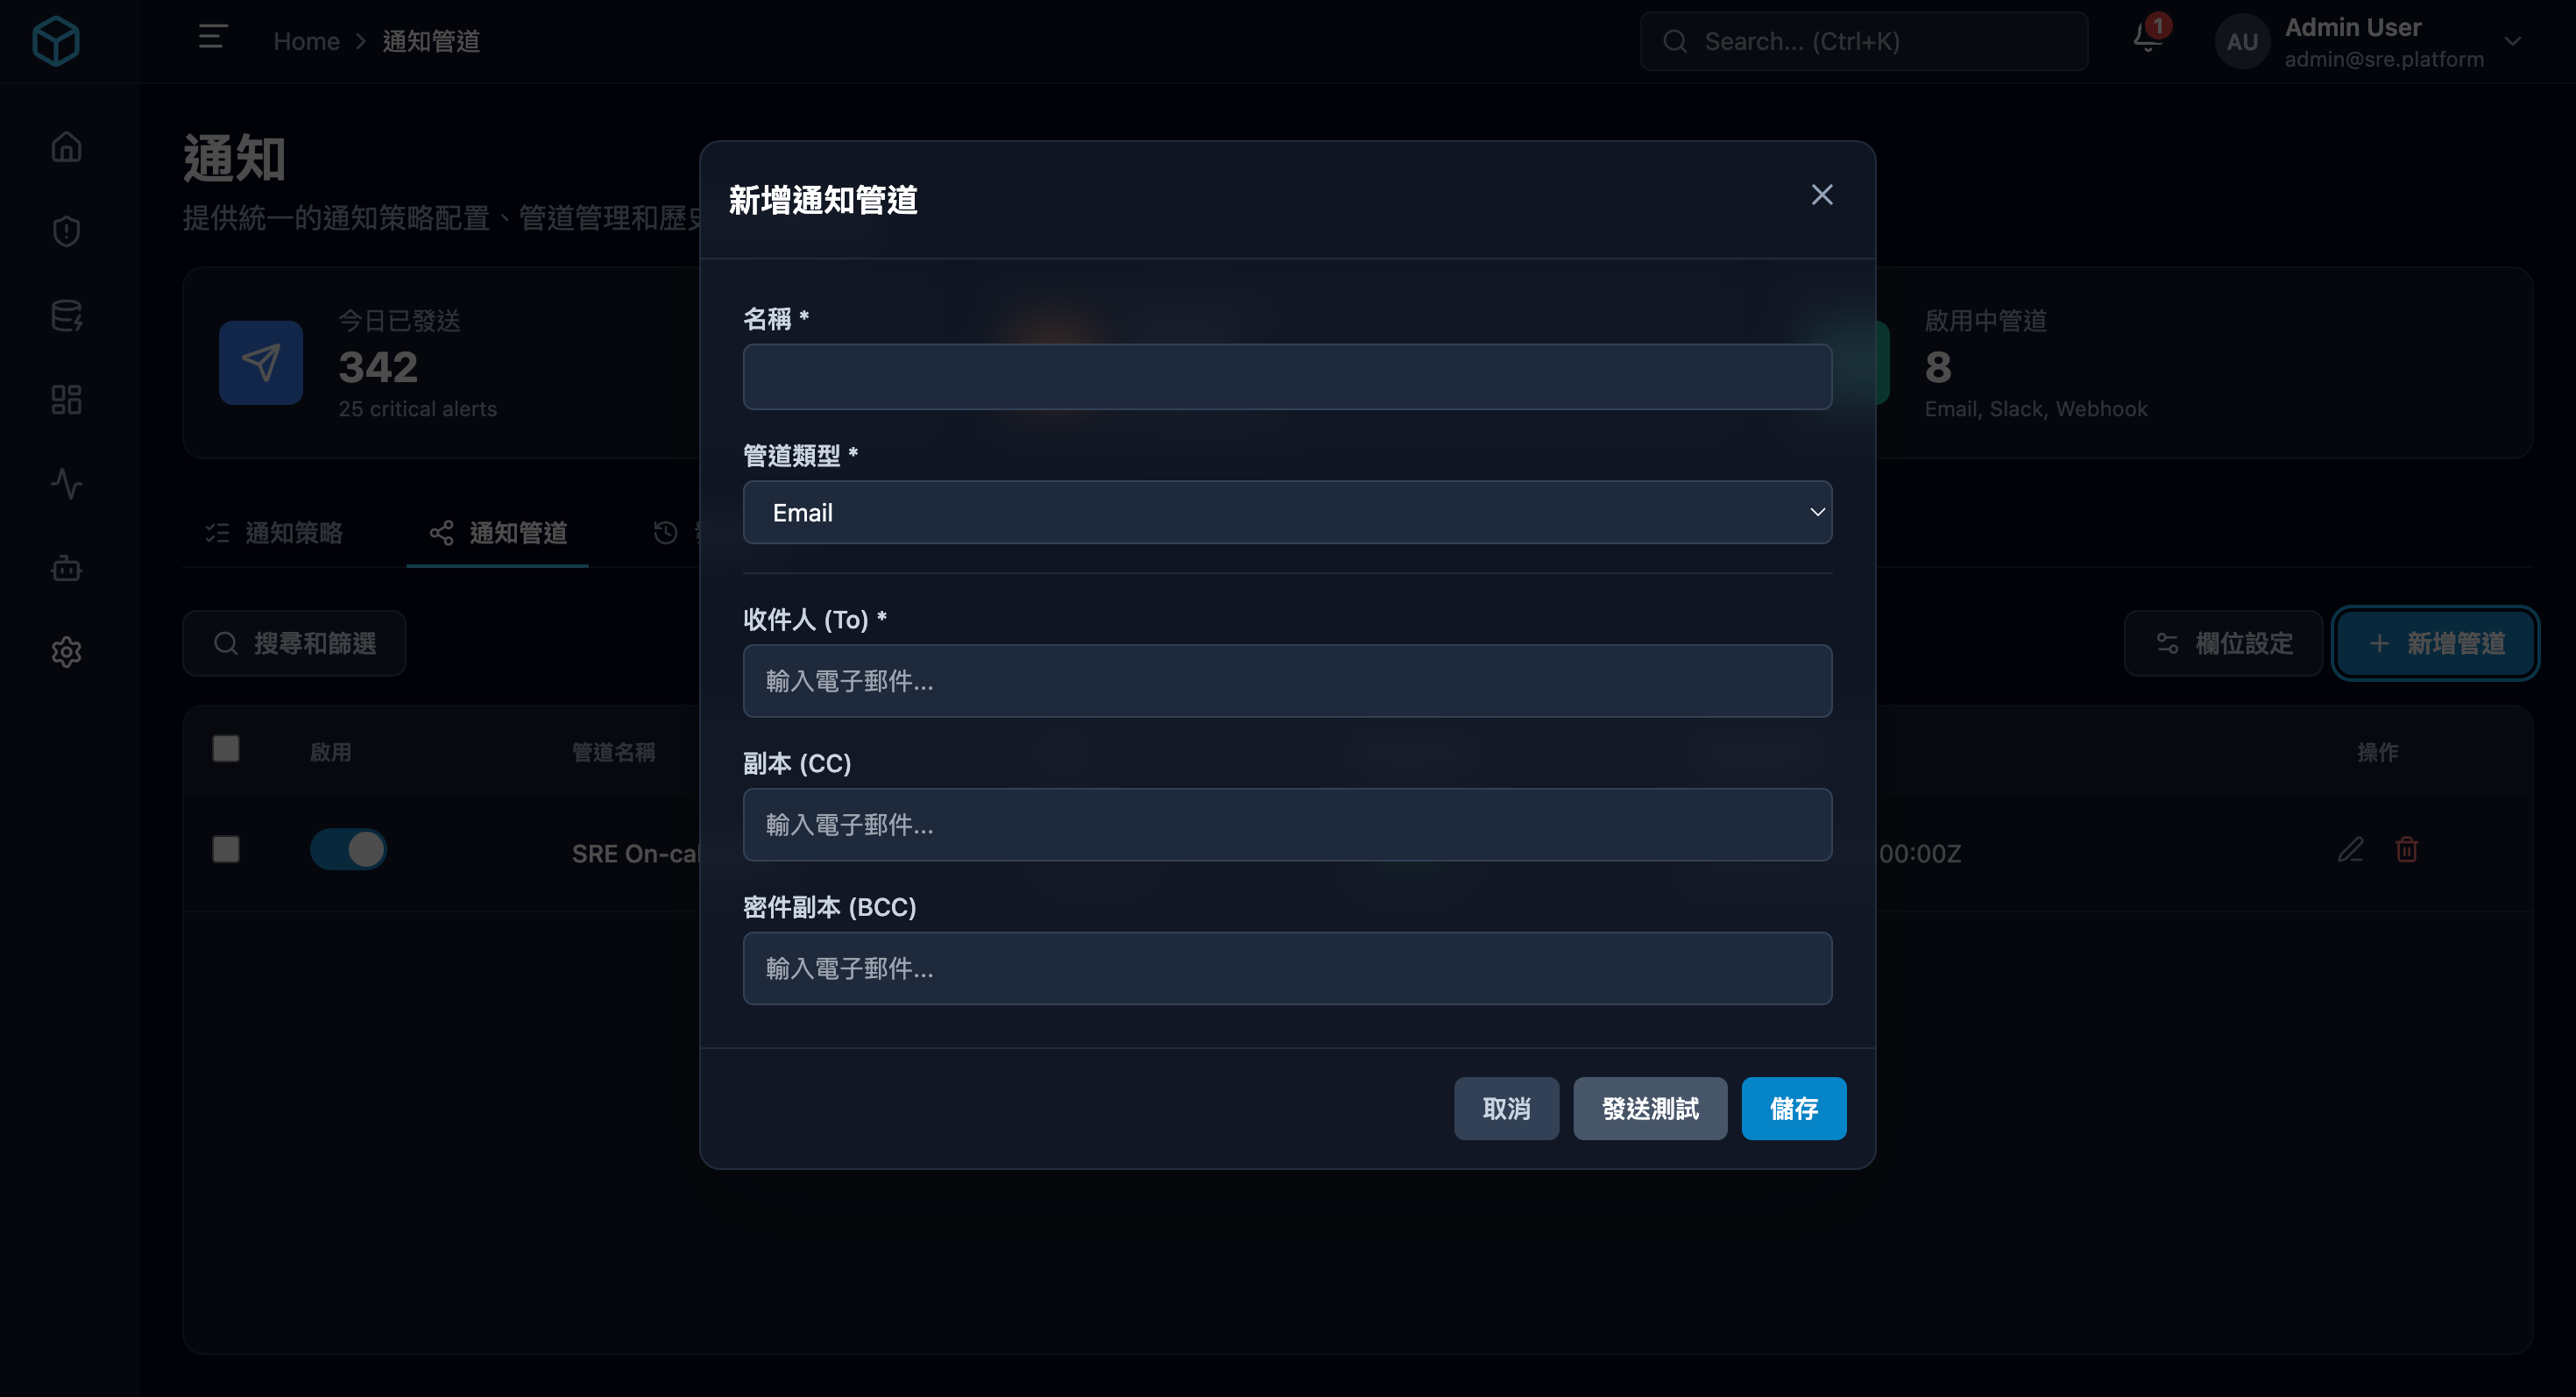 Home > 通知管道
Search... (Ctrl+K)
1
AU
Admin User
admin@sre.platform
通知
提供統一的通知策略配置、管道管理和歷
今日已發送
342
25 critical alerts
啟用中管道
8
Email, Slack, Webhook
通知策略
通知管道
搜尋和篩選
欄位設定
+ 新增管道
啟用
管道名稱
操作
SRE On-cal
00:00Z
新增通知管道
名稱 *
管道類型 *
Email
收件人 (To) *
輸入電子郵件...
副本 (CC)
輸入電子郵件...
密件副本 (BCC)
輸入電子郵件...
取消
發送測試
儲存